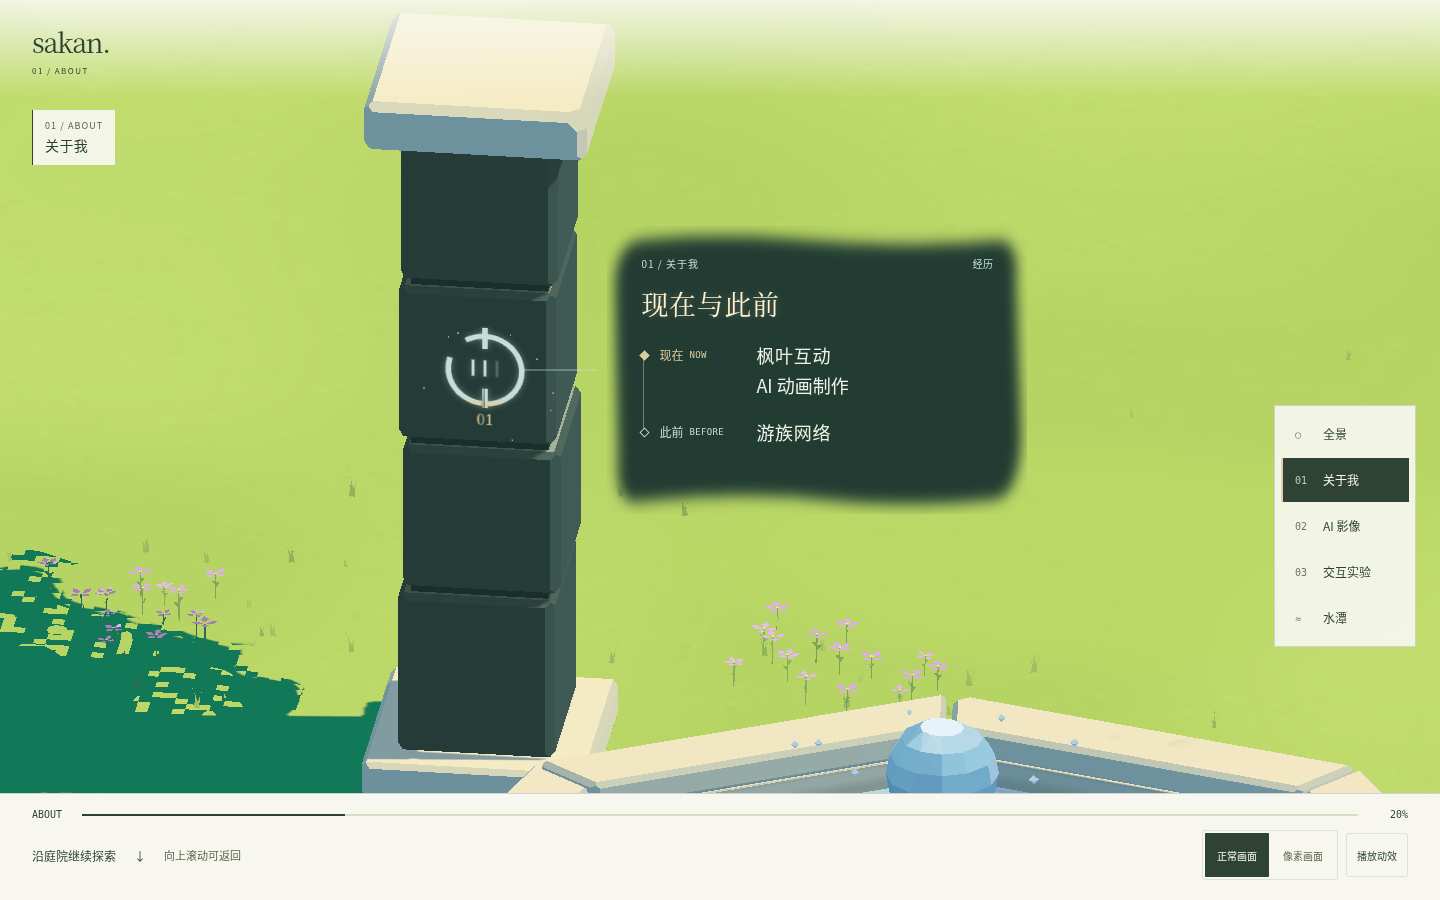 sakan.
01 / ABOUT
01 / ABOUT
关于我
01
01 / 关于我
经历
现在与此前
现在 NOW
枫叶互动
AI 动画制作
此前 BEFORE
游族网络
全景
01 关于我
02 AI 影像
03 交互实验
≈ 水潭
ABOUT
20%
沿庭院继续探索 ↓ 向上滚动可返回
正常画面
像素画面
播放动效